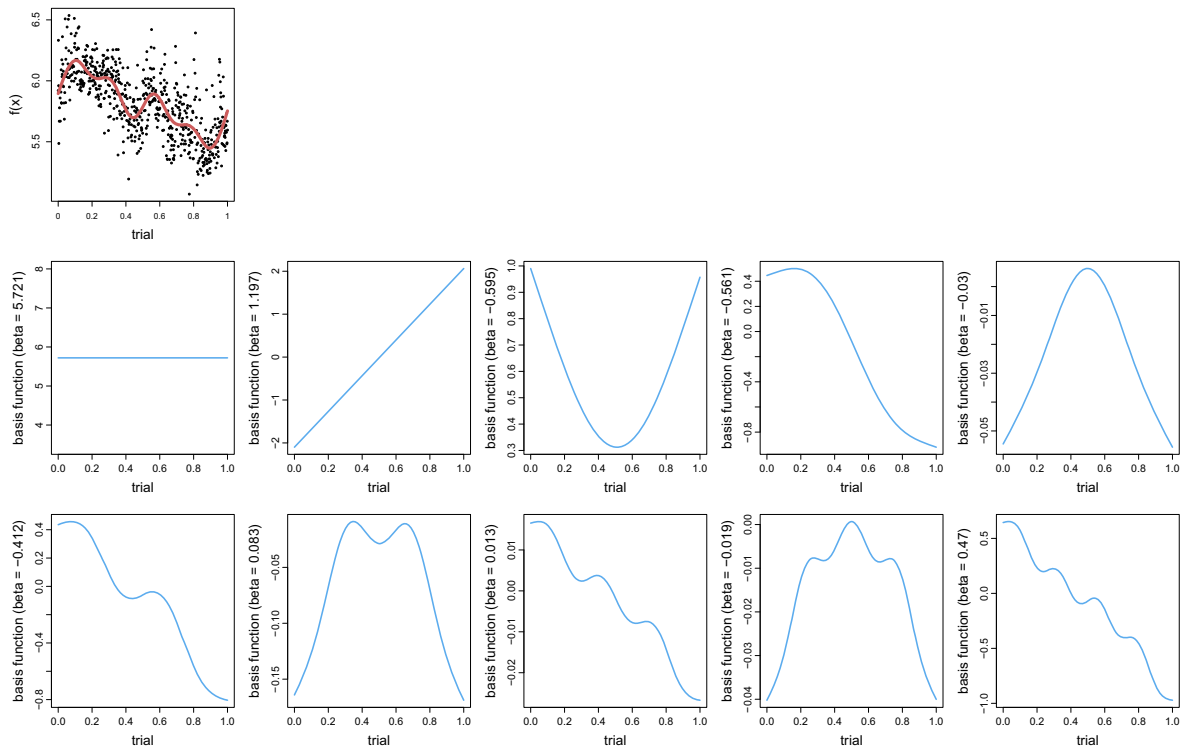 f(x)
6.5
6.0
5.5
0 0.2 0.4 0.6 0.8 1
trial
basis function (beta = 5.721)
8
7
6
5
4
0.0 0.2 0.4 0.6 0.8 1.0
trial
basis function (beta = 1.197)
2
1
0
−1
−2
0.0 0.2 0.4 0.6 0.8 1.0
trial
basis function (beta = −0.595)
1.0
0.9
0.8
0.7
0.6
0.5
0.4
0.3
0.0 0.2 0.4 0.6 0.8 1.0
trial
basis function (beta = −0.561)
0.4
0.2
0.0
−0.4
−0.8
0.0 0.2 0.4 0.6 0.8 1.0
trial
basis function (beta = −0.03)
−0.01
−0.03
−0.05
0.0 0.2 0.4 0.6 0.8 1.0
trial
basis function (beta = −0.412)
0.4
0.0
−0.4
−0.8
0.0 0.2 0.4 0.6 0.8 1.0
trial
basis function (beta = 0.083)
−0.05
−0.10
−0.15
0.0 0.2 0.4 0.6 0.8 1.0
trial
basis function (beta = 0.013)
0.01
0.00
−0.01
−0.02
0.0 0.2 0.4 0.6 0.8 1.0
trial
basis function (beta = −0.019)
0.00
−0.01
−0.02
−0.03
−0.04
0.0 0.2 0.4 0.6 0.8 1.0
trial
basis function (beta = 0.47)
0.5
0.0
−0.5
−1.0
0.0 0.2 0.4 0.6 0.8 1.0
trial